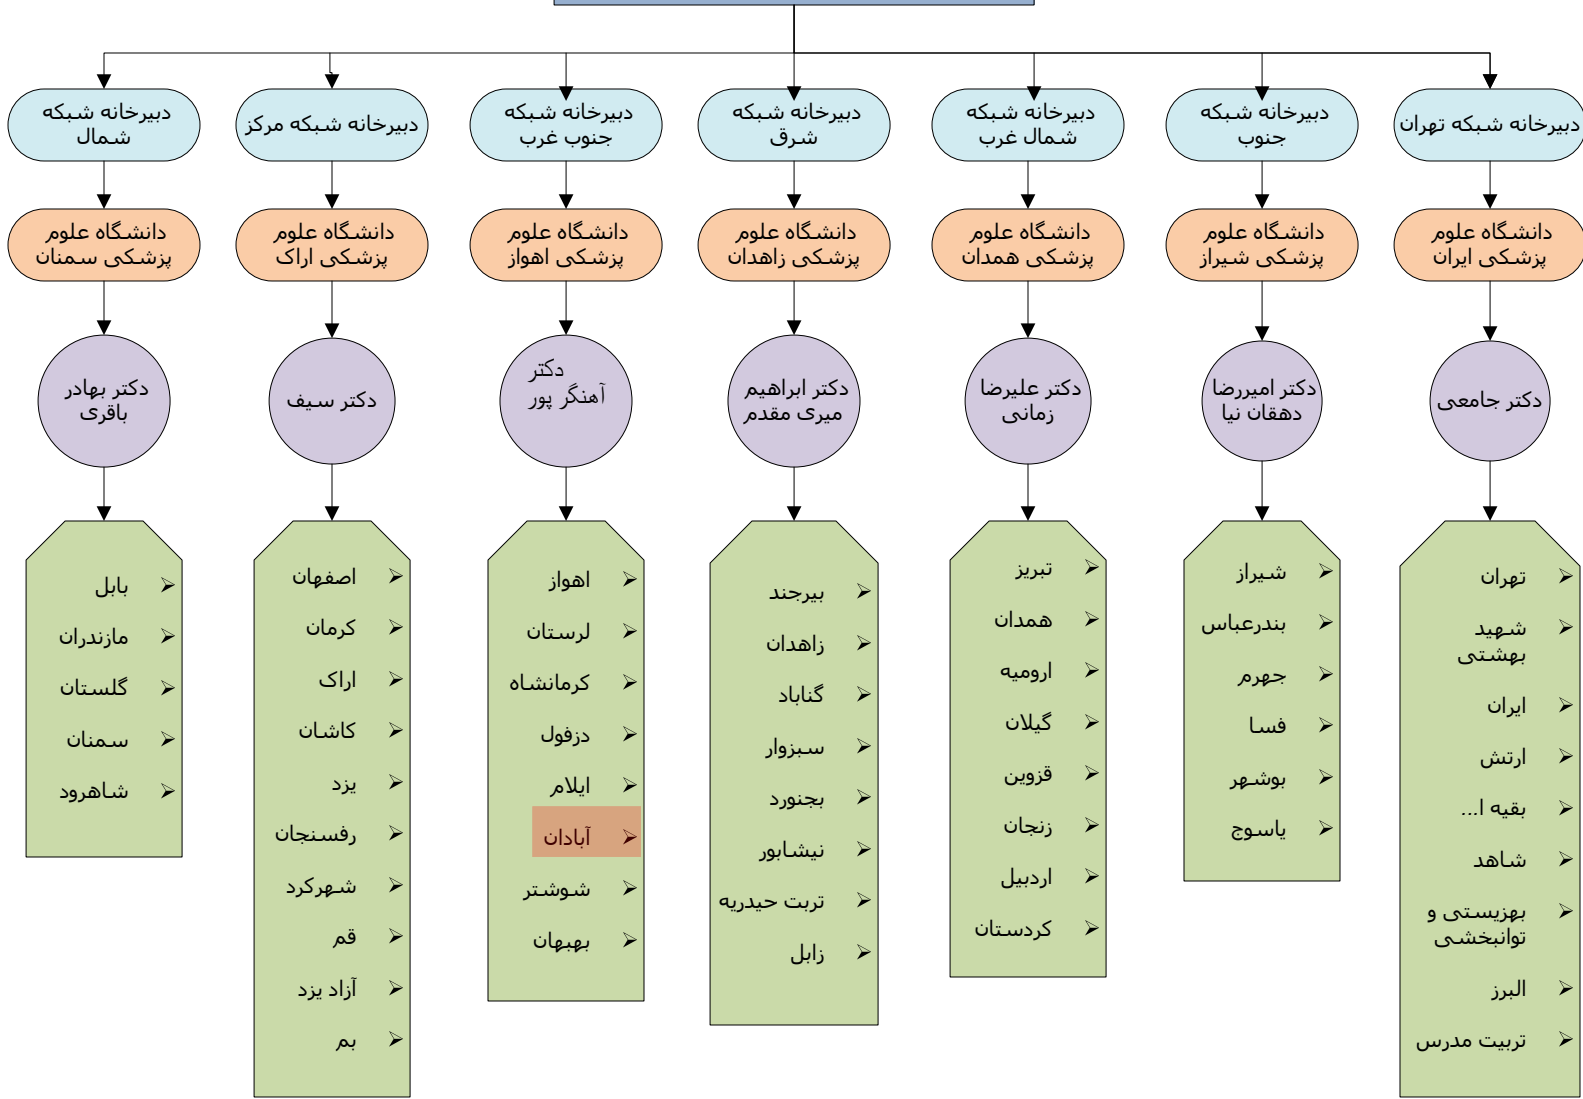 دبیرخانه شبکه تهران
دانشگاه علوم
پزشکی ایران
دکتر جامعی
تهران
شهید
بهشتی
ایران
ارتش
بقیه ا...
شاهد
بهزیستی و
توانبخشی
البرز
تربیت مدرس
دبیرخانه شبکه
جنوب
دانشگاه علوم
پزشکی شیراز
دکتر امیررضا
دهقان نیا
شیراز
بندرعباس
جهرم
فسا
بوشهر
یاسوج
دبیرخانه شبکه
شمال غرب
دانشگاه علوم
پزشکی همدان
دکتر علیرضا
زمانی
تبریز
همدان
ارومیه
گیلان
قزوین
زنجان
اردبیل
کردستان
دبیرخانه شبکه
شرق
دانشگاه علوم
پزشکی زاهدان
دکتر ابراهیم
میری مقدم
بیرجند
زاهدان
گناباد
سبزوار
بجنورد
نیشابور
تربت حیدریه
زابل
دبیرخانه شبکه
جنوب غرب
دانشگاه علوم
پزشکی اهواز
دکتر
آهنگر پور
اهواز
لرستان
کرمانشاه
دزفول
ایلام
آبادان
شوشتر
بهبهان
دبیرخانه شبکه مرکز
دانشگاه علوم
پزشکی اراک
دکتر سیف
اصفهان
کرمان
اراک
کاشان
یزد
رفسنجان
شهرکرد
قم
آزاد یزد
بم
دبیرخانه شبکه
شمال
دانشگاه علوم
پزشکی سمنان
دکتر بهادر
باقری
بابل
مازندران
گلستان
سمنان
شاهرود